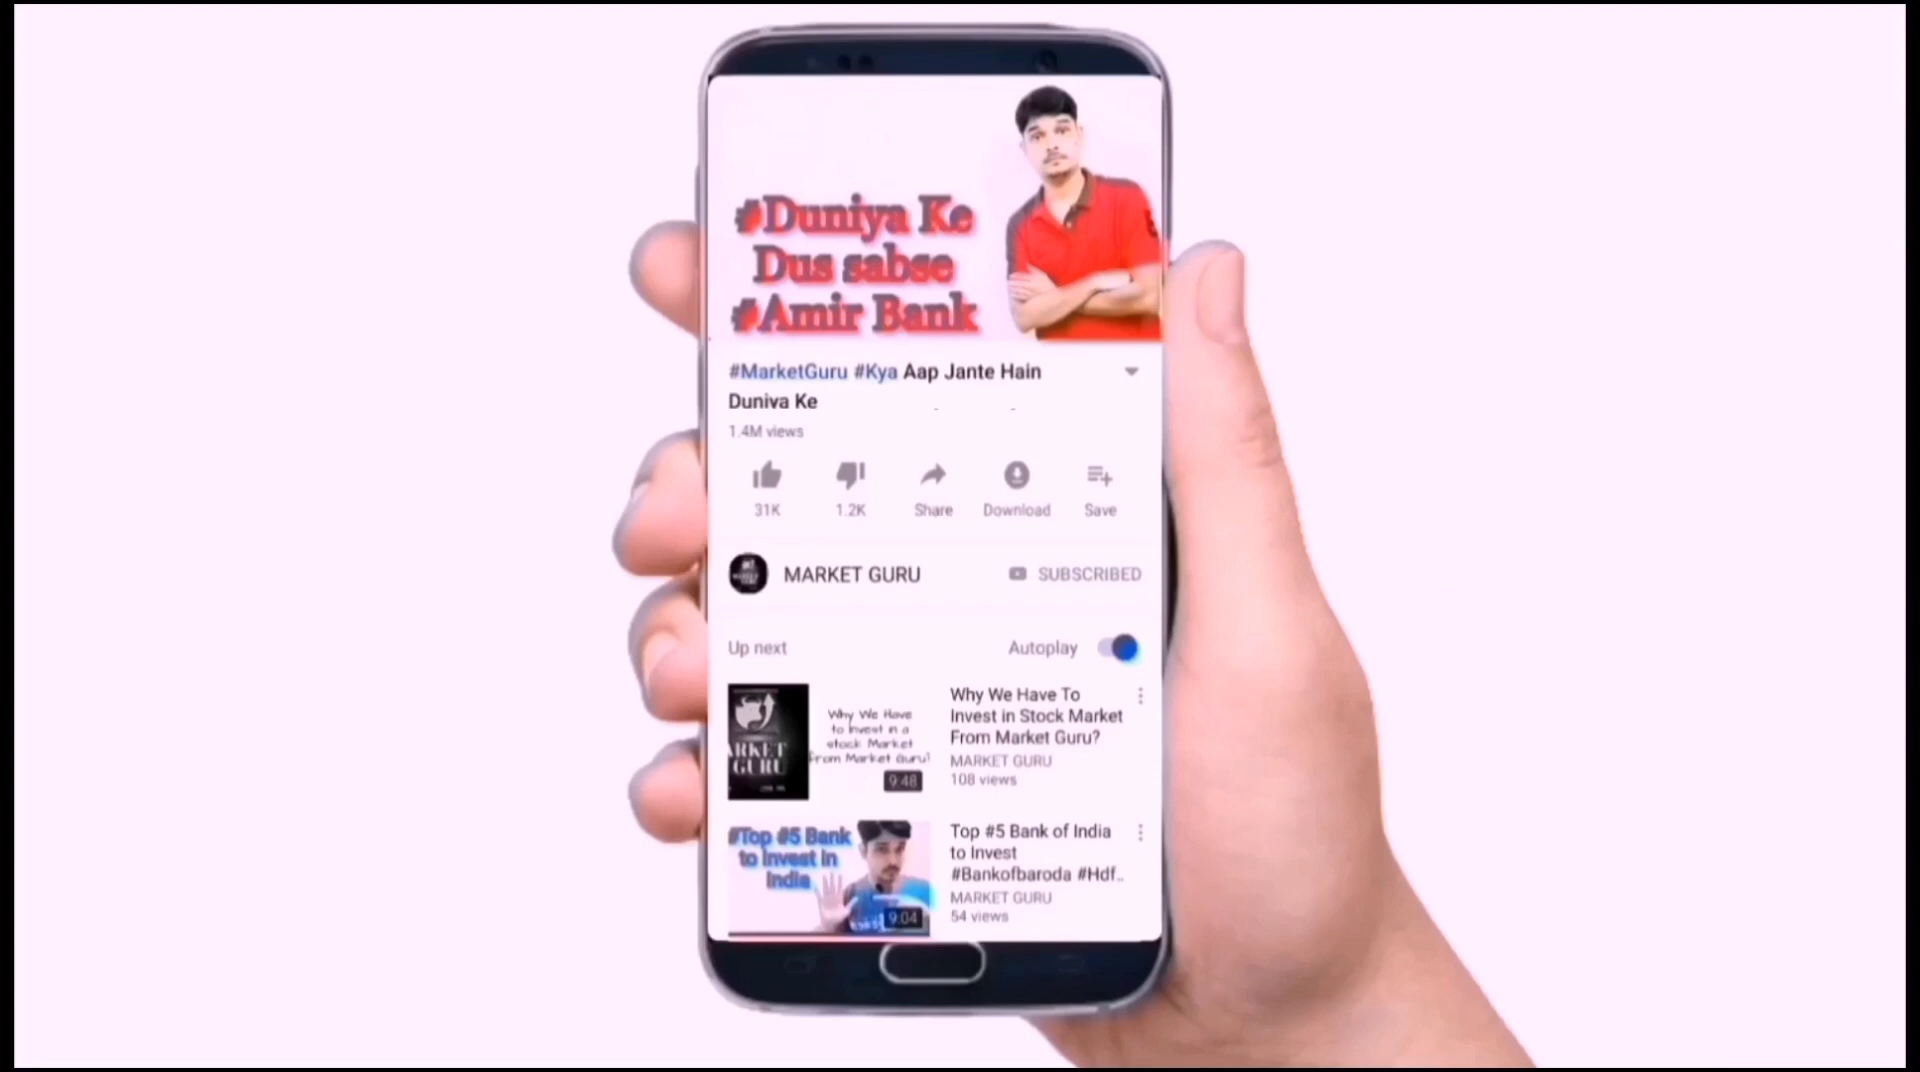 #Duniya Ke
Dus sabse
#Amir Bank
#MarketGuru #Kya Aap Jante Hain
Duniya Ke
1.4M views
31K
1.2K
Share
Download
Save
MARKET GURU
SUBSCRIBED
Up next
Autoplay
ARKET
GURU
Why We Have
to Invest in a
stock Market
From Market Guru?
9:48
Why We Have To
Invest in Stock Market
From Market Guru?
MARKET GURU
108 views
#Top #5 Bank
to Invest in
India
9:04
Top #5 Bank of India
to Invest
#Bankofbaroda #Hdf..
MARKET GURU
54 views